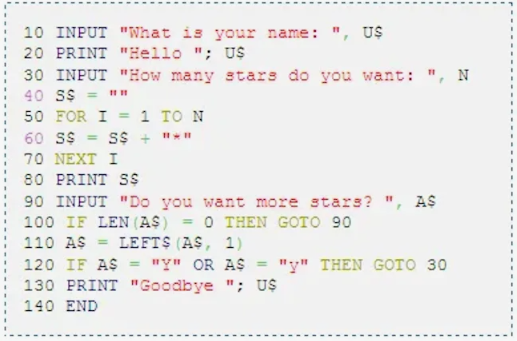 10 INPUT "What is your name: ", U$
20 PRINT "Hello "; U$
30 INPUT "How many stars do you want: ", N
40 S$ = ""
50 FOR I = 1 TO N
60 S$ = S$ + "*"
70 NEXT I
80 PRINT S$
90 INPUT "Do you want more stars? ", A$
100 IF LEN(A$) = 0 THEN GOTO 90
110 A$ = LEFT$(A$, 1)
120 IF A$ = "Y" OR A$ = "y" THEN GOTO 30
130 PRINT "Goodbye "; U$
140 END